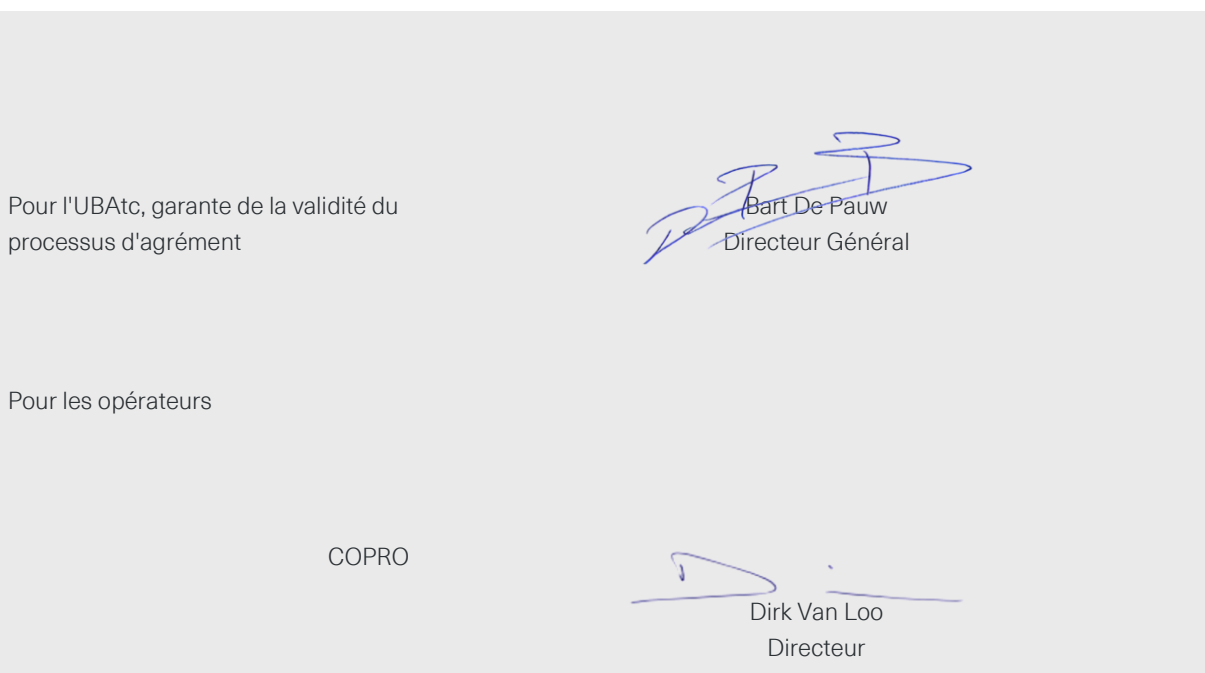 Pour l'UBAtc, garante de la validité du
processus d'agrément
Bart De Pauw
Directeur Général
Pour les opérateurs
COPRO
Dirk Van Loo
Directeur